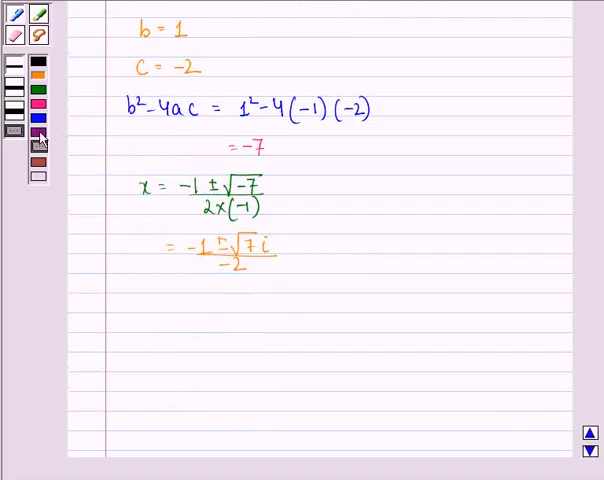 b = 1
c = -2
b² - 4ac = 1² - 4(-1)(-2)
= -7
x = -1 ± √-7 / 2x(-1)
= -1 ± √7 i / -2